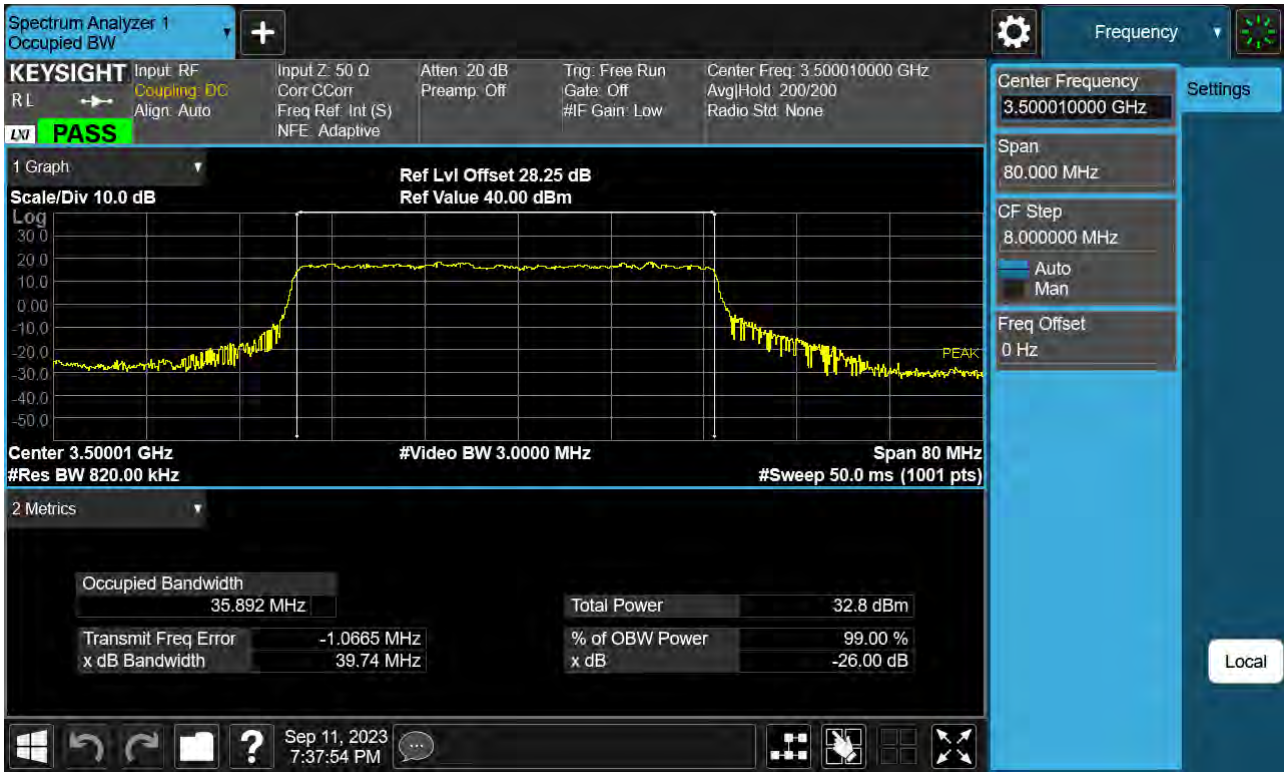 Spectrum Analyzer 1
Occupied BW
+
Frequency
KEYSIGHT
RL
LXI PASS
Input: RF
Coupling: DC
Align: Auto
Input Z: 50 Ω
Corr CCorr
Freq Ref: Int (S)
NFE: Adaptive
Atten: 20 dB
Preamp: Off
Trig: Free Run
Gate: Off
#IF Gain: Low
Center Freq: 3.500010000 GHz
Avg|Hold: 200/200
Radio Std: None
Center Frequency
3.500010000 GHz
Settings
Span
80.000 MHz
CF Step
8.000000 MHz
Auto
Man
Freq Offset
0 Hz
1 Graph
Scale/Div 10.0 dB
Ref Lvl Offset 28.25 dB
Ref Value 40.00 dBm
Log
30.0
20.0
10.0
0.00
-10.0
-20.0
-30.0
-40.0
-50.0
PEAK
Center 3.50001 GHz
#Video BW 3.0000 MHz
Span 80 MHz
#Res BW 820.00 kHz
#Sweep 50.0 ms (1001 pts)
2 Metrics
Occupied Bandwidth
35.892 MHz
Total Power 32.8 dBm
Transmit Freq Error -1.0665 MHz
% of OBW Power 99.00 %
x dB Bandwidth 39.74 MHz
x dB -26.00 dB
Local
?
Sep 11, 2023
7:37:54 PM